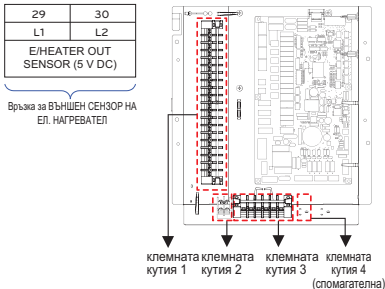 29 30
L1 L2
E/HEATER OUT
SENSOR (5 V DC)
Връзка за ВЪНШЕН СЕНЗОР НА
ЕЛ. НАГРЕВАТЕЛ
клемната клемната клемната клемната
кутия 1 кутия 2 кутия 3 кутия 4
(спомагателна)